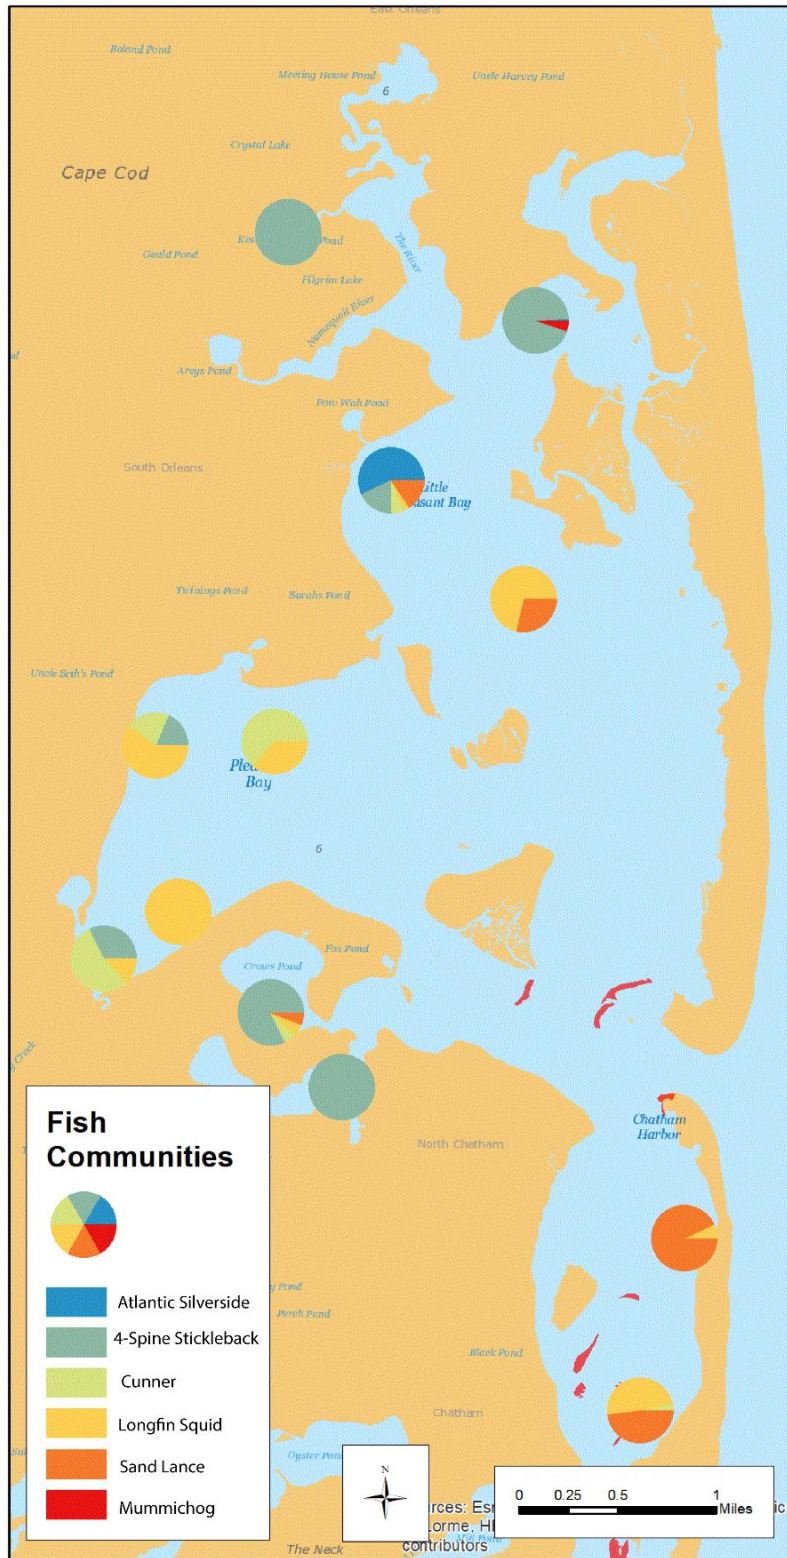 East Orleans
Boland Pond
Meeting House Pond
Uncle Harvey Pond
6
Crystal Lake
Cape Cod
Gould Pond
The River
Pilgrim Lake
Namequoit River
Areys Pond
Paw Wah Pond
South Orleans
Little
asant Bay
Twinings Pond
Sarahs Pond
Uncle Seth's Pond
Bay
6
Fox Pond
Crows Pond
y Creek
Chatham
Harbor
North Chatham
Fish
Communities
Atlantic Silverside
4-Spine Stickleback
Cunner
Longfin Squid
Sand Lance
Mummichog
y Pond
Perch Pond
Black Pond
Chatham
Oyster Pond
N
0 0.25 0.5 1
Miles
contributors
The Neck